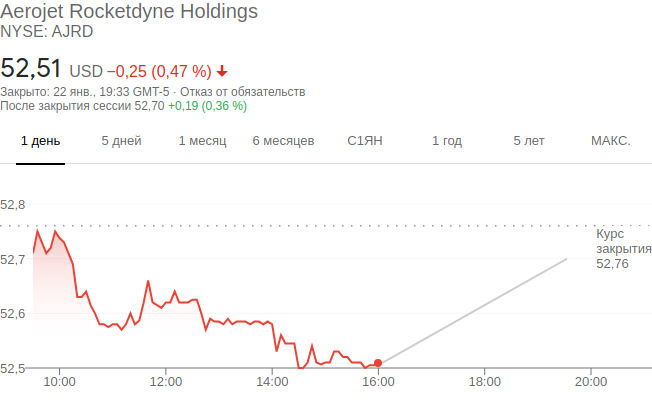 Aerojet Rocketdyne Holdings
NYSE: AJRD
52,51 USD −0,25 (0,47 %)
Закрыто: 22 янв., 19:33 GMT-5 · Отказ от обязательств
После закрытия сессии 52,70 +0,19 (0,36 %)
1 день 5 дней 1 месяц 6 месяцев С1ЯН 1 год 5 лет МАКС.
52,8
Курс
закрытия
52,76
52,7
52,6
52,5
10:00 12:00 14:00 16:00 18:00 20:00